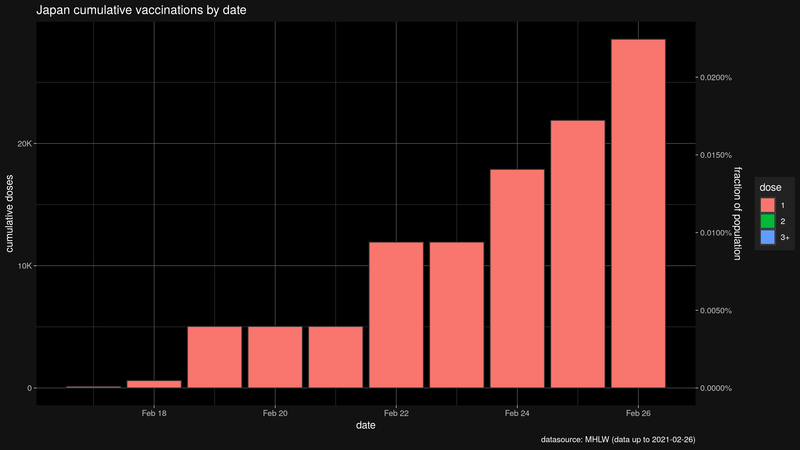 Japan cumulative vaccinations by date
cumulative doses
20K
10K
0
0.0200%
0.0150%
0.0100%
0.0050%
0.0000%
fraction of population
dose
1
2
3+
Feb 18
Feb 20
Feb 22
Feb 24
Feb 26
date
datasource: MHLW (data up to 2021-02-26)